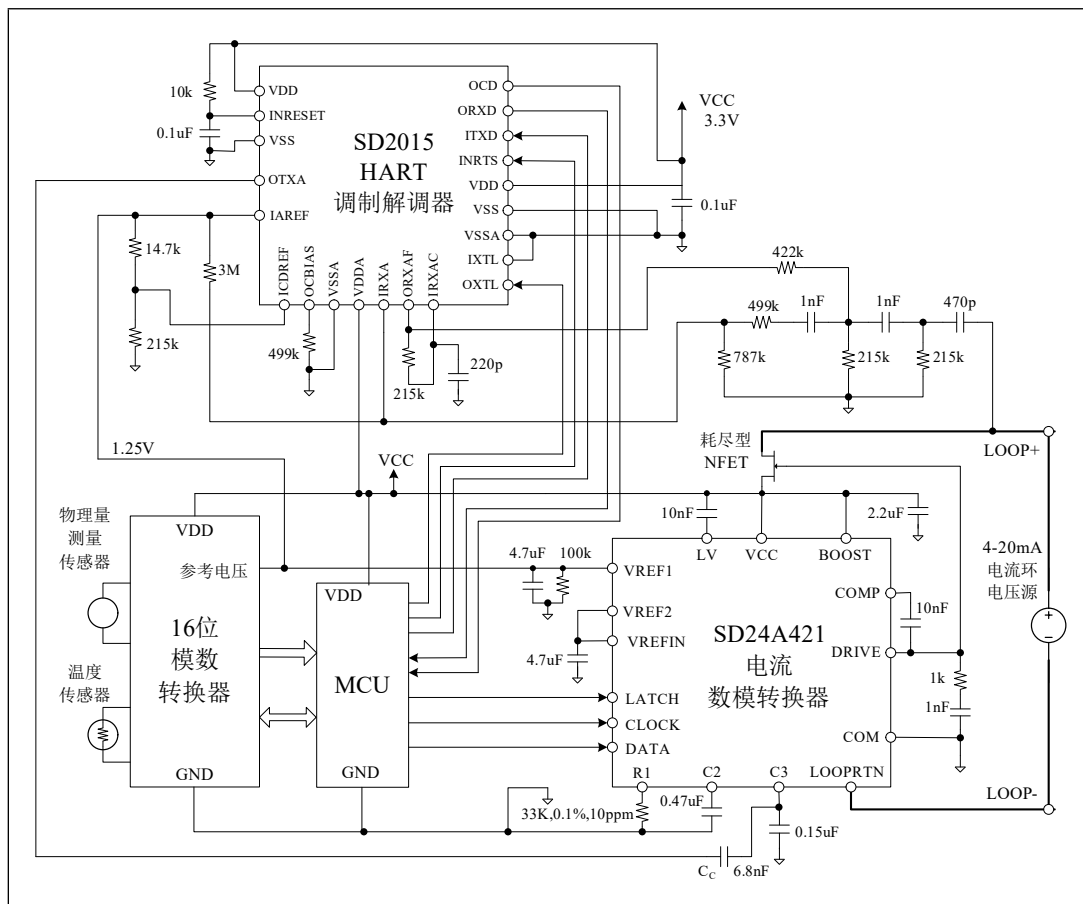 10k
0.1uF
VDD
INRESET
VSS
OTXA
IAREF
SD2015
HART
调制解调器
OCD
ORXD
ITXD
INRTS
VDD
VSS
VSSA
IXTL
OXTL
ICDREF
OCBIAS
VSSA
VDDA
IRXA
ORXAF
IRXAC
VCC
3.3V
0.1uF
14.7k
3M
215k
499k
215k
220p
422k
499k
1nF
1nF
470p
787k
215k
215k
1.25V
VCC
耗尽型
NFET
LOOP+
物理量
测量
传感器
温度
传感器
VDD
参考电压
16位
模数
转换器
GND
VDD
MCU
GND
4.7uF
100k
4.7uF
10nF
2.2uF
LV
VCC
BOOST
VREF1
VREF2
VREFIN
LATCH
CLOCK
DATA
SD24A421
电流
数模转换器
COMP
DRIVE
COM
LOOPRTN
R1
C2
C3
10nF
1k
1nF
4-20mA
电流环
电压源
LOOP-
33K,0.1%,10ppm
0.47uF
0.15uF
CC
6.8nF